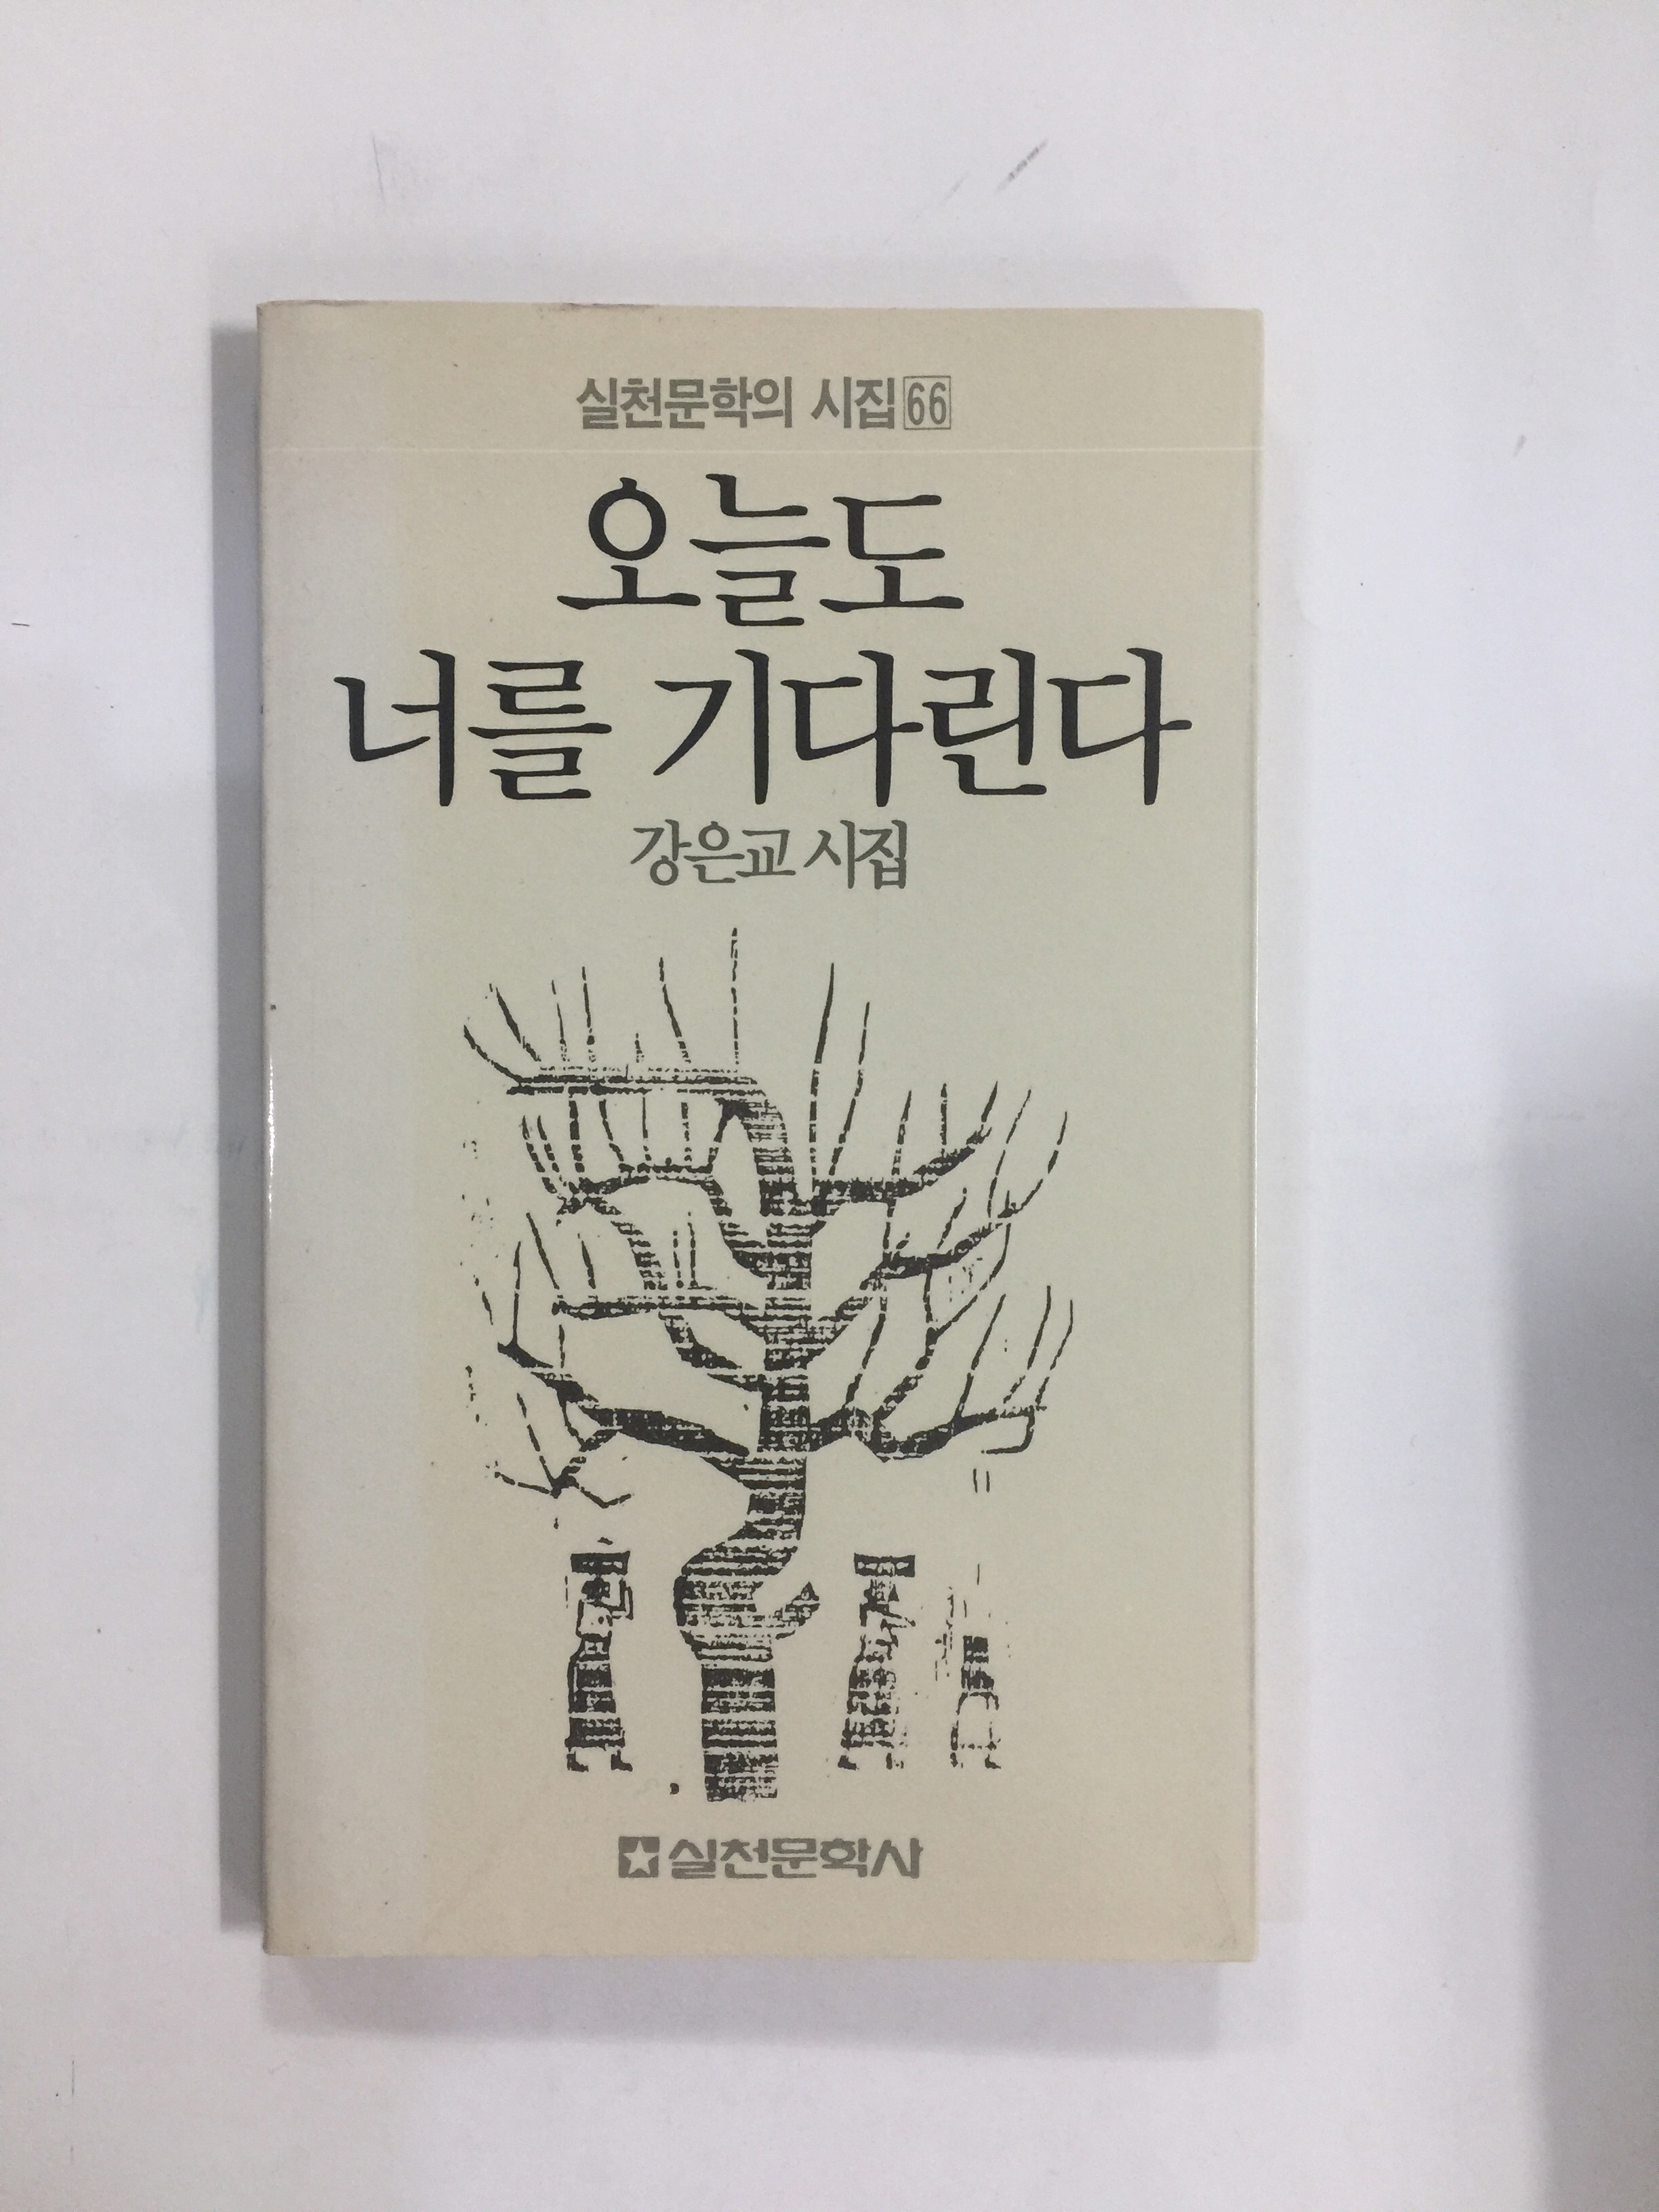 실천문학의 시집 66
오늘도
너를 기다린다
강은교 시집
실천문학사